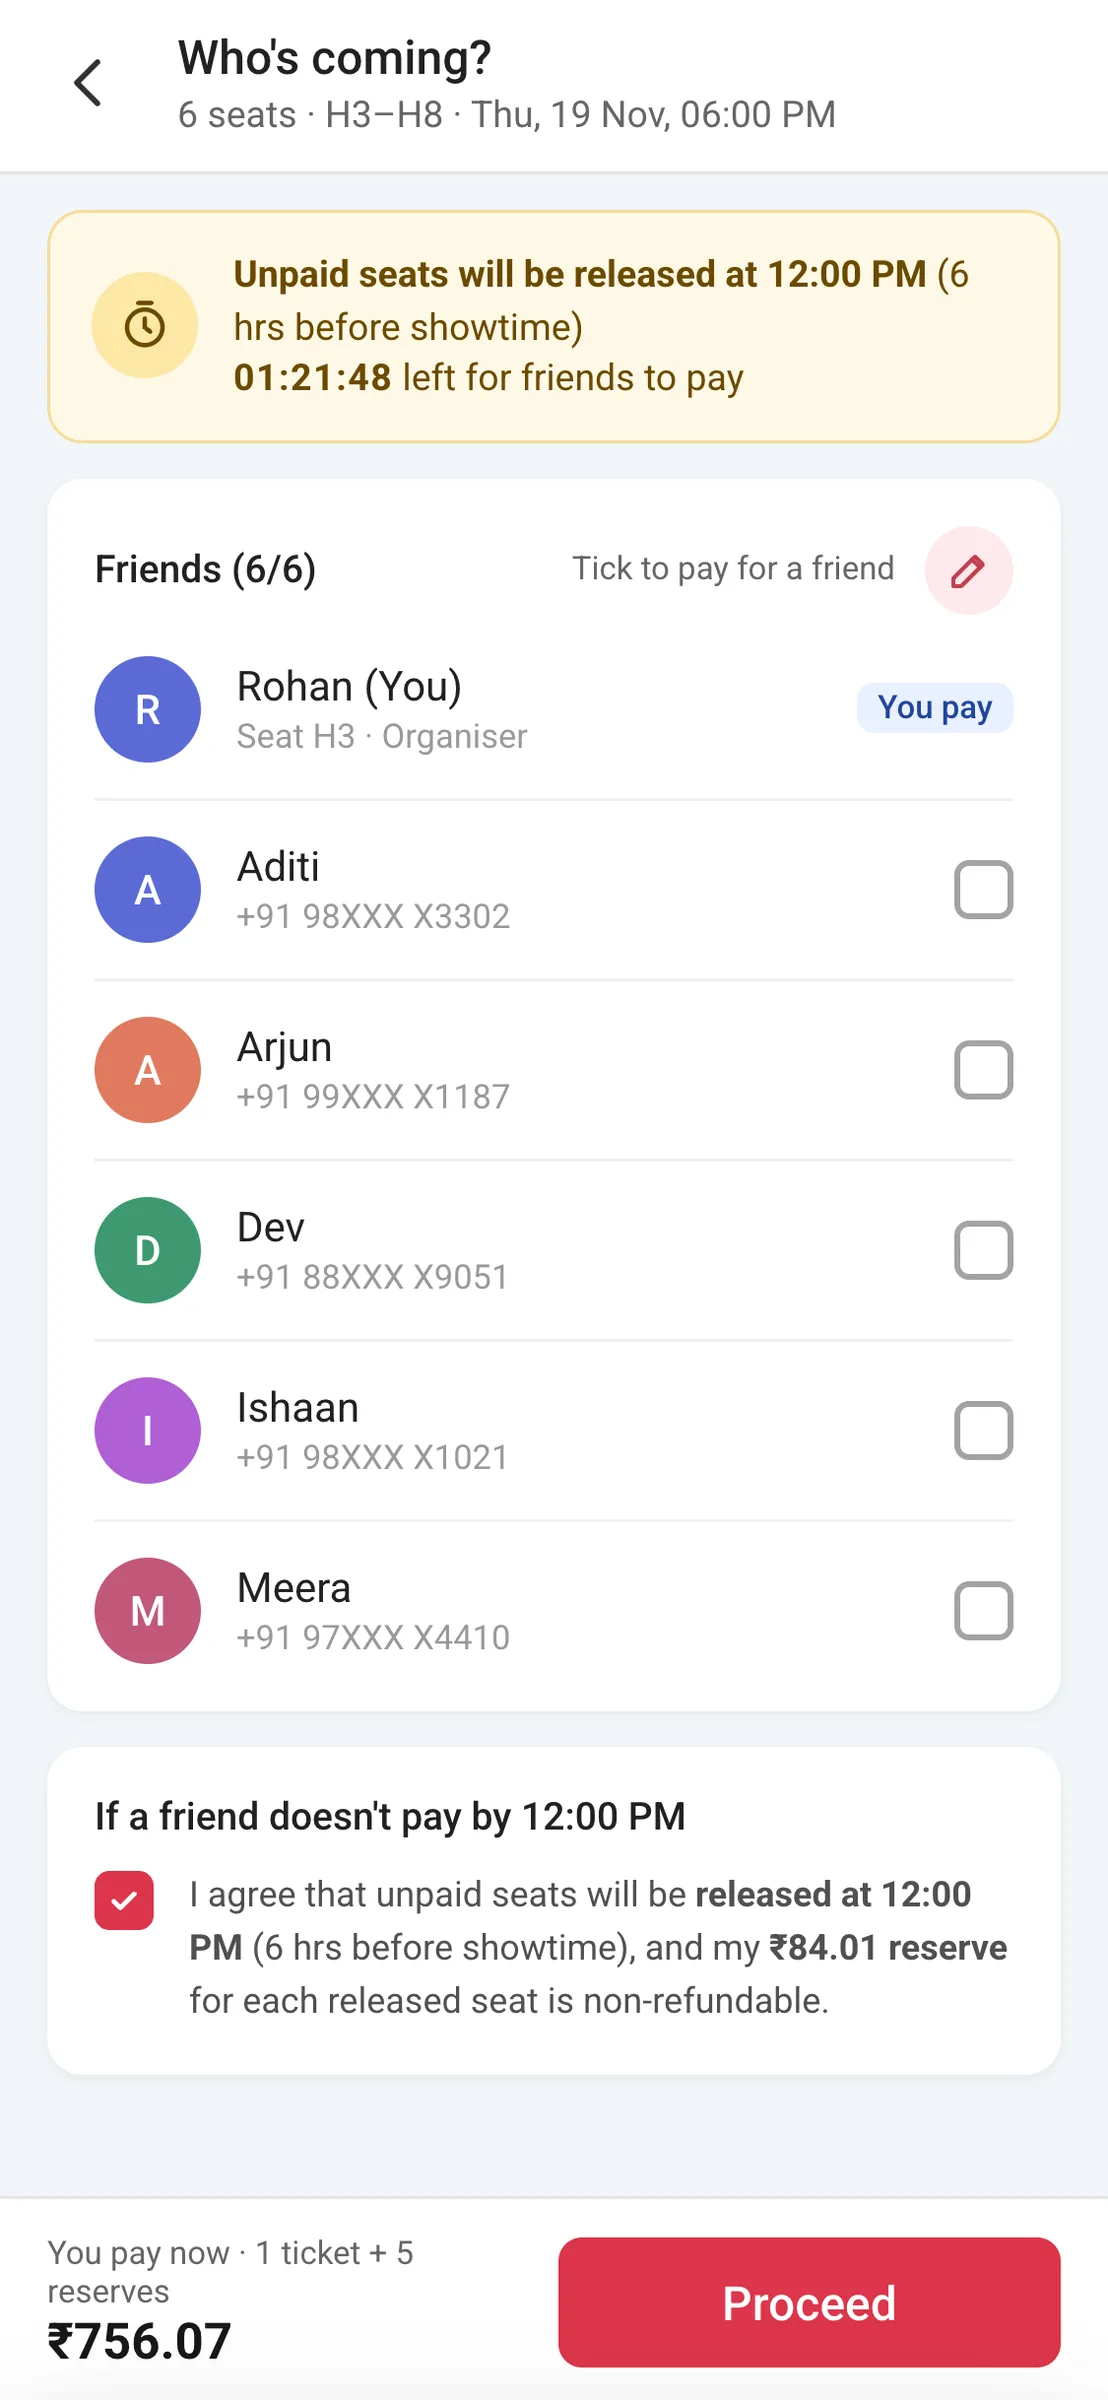 Who's coming?
6 seats · H3–H8 · Thu, 19 Nov, 06:00 PM
Unpaid seats will be released at 12:00 PM (6
hrs before showtime)
01:21:48 left for friends to pay
Friends (6/6)
Tick to pay for a friend
R
Rohan (You)
Seat H3 · Organiser
You pay
A
Aditi
+91 98XXX X3302
A
Arjun
+91 99XXX X1187
D
Dev
+91 88XXX X9051
I
Ishaan
+91 98XXX X1021
M
Meera
+91 97XXX X4410
If a friend doesn't pay by 12:00 PM
I agree that unpaid seats will be released at 12:00
PM (6 hrs before showtime), and my ₹84.01 reserve
for each released seat is non-refundable.
You pay now · 1 ticket + 5
reserves
₹756.07
Proceed